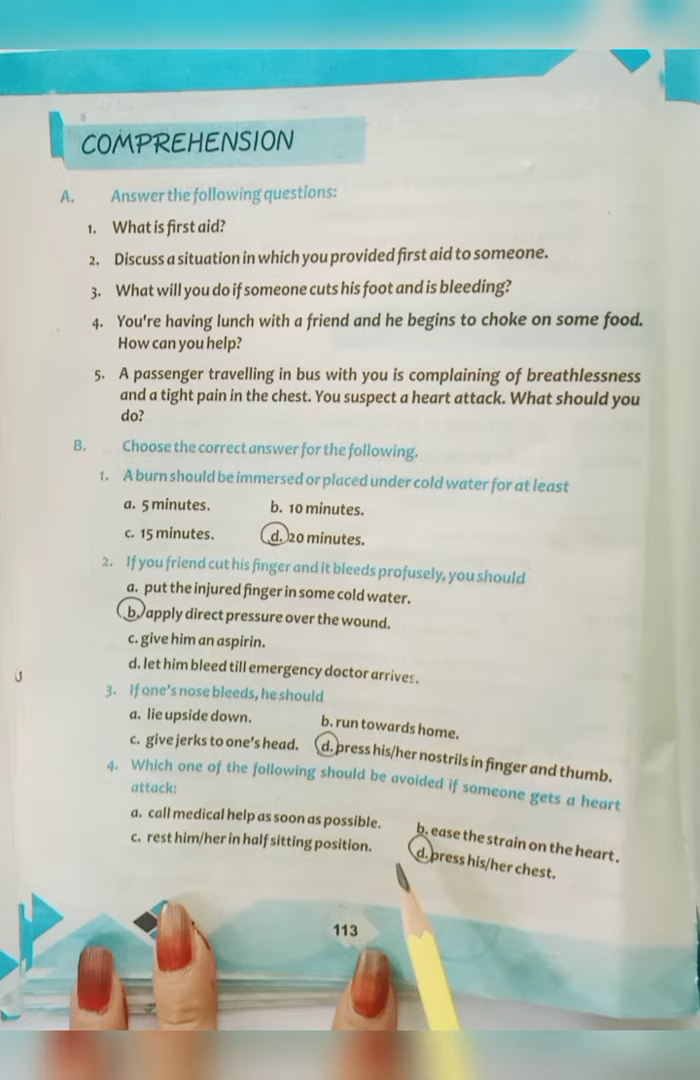 COMPREHENSION
A. Answer the following questions:
1. What is first aid?
2. Discuss a situation in which you provided first aid to someone.
3. What will you do if someone cuts his foot and is bleeding?
4. You're having lunch with a friend and he begins to choke on some food.
How can you help?
5. A passenger travelling in bus with you is complaining of breathlessness
and a tight pain in the chest. You suspect a heart attack. What should you
do?
B. Choose the correct answer for the following.
1. A burn should be immersed or placed under cold water for at least
a. 5 minutes. b. 10 minutes.
c. 15 minutes. d. 20 minutes.
2. If you friend cut his finger and it bleeds profusely, you should
a. put the injured finger in some cold water.
b. apply direct pressure over the wound.
c. give him an aspirin.
d. let him bleed till emergency doctor arrives.
3. If one's nose bleeds, he should
a. lie upside down. b. run towards home.
c. give jerks to one's head. d. press his/her nostrils in finger and thumb.
4. Which one of the following should be avoided if someone gets a heart
attack:
a. call medical help as soon as possible. b. ease the strain on the heart.
c. rest him/her in half sitting position. d. press his/her chest.
113